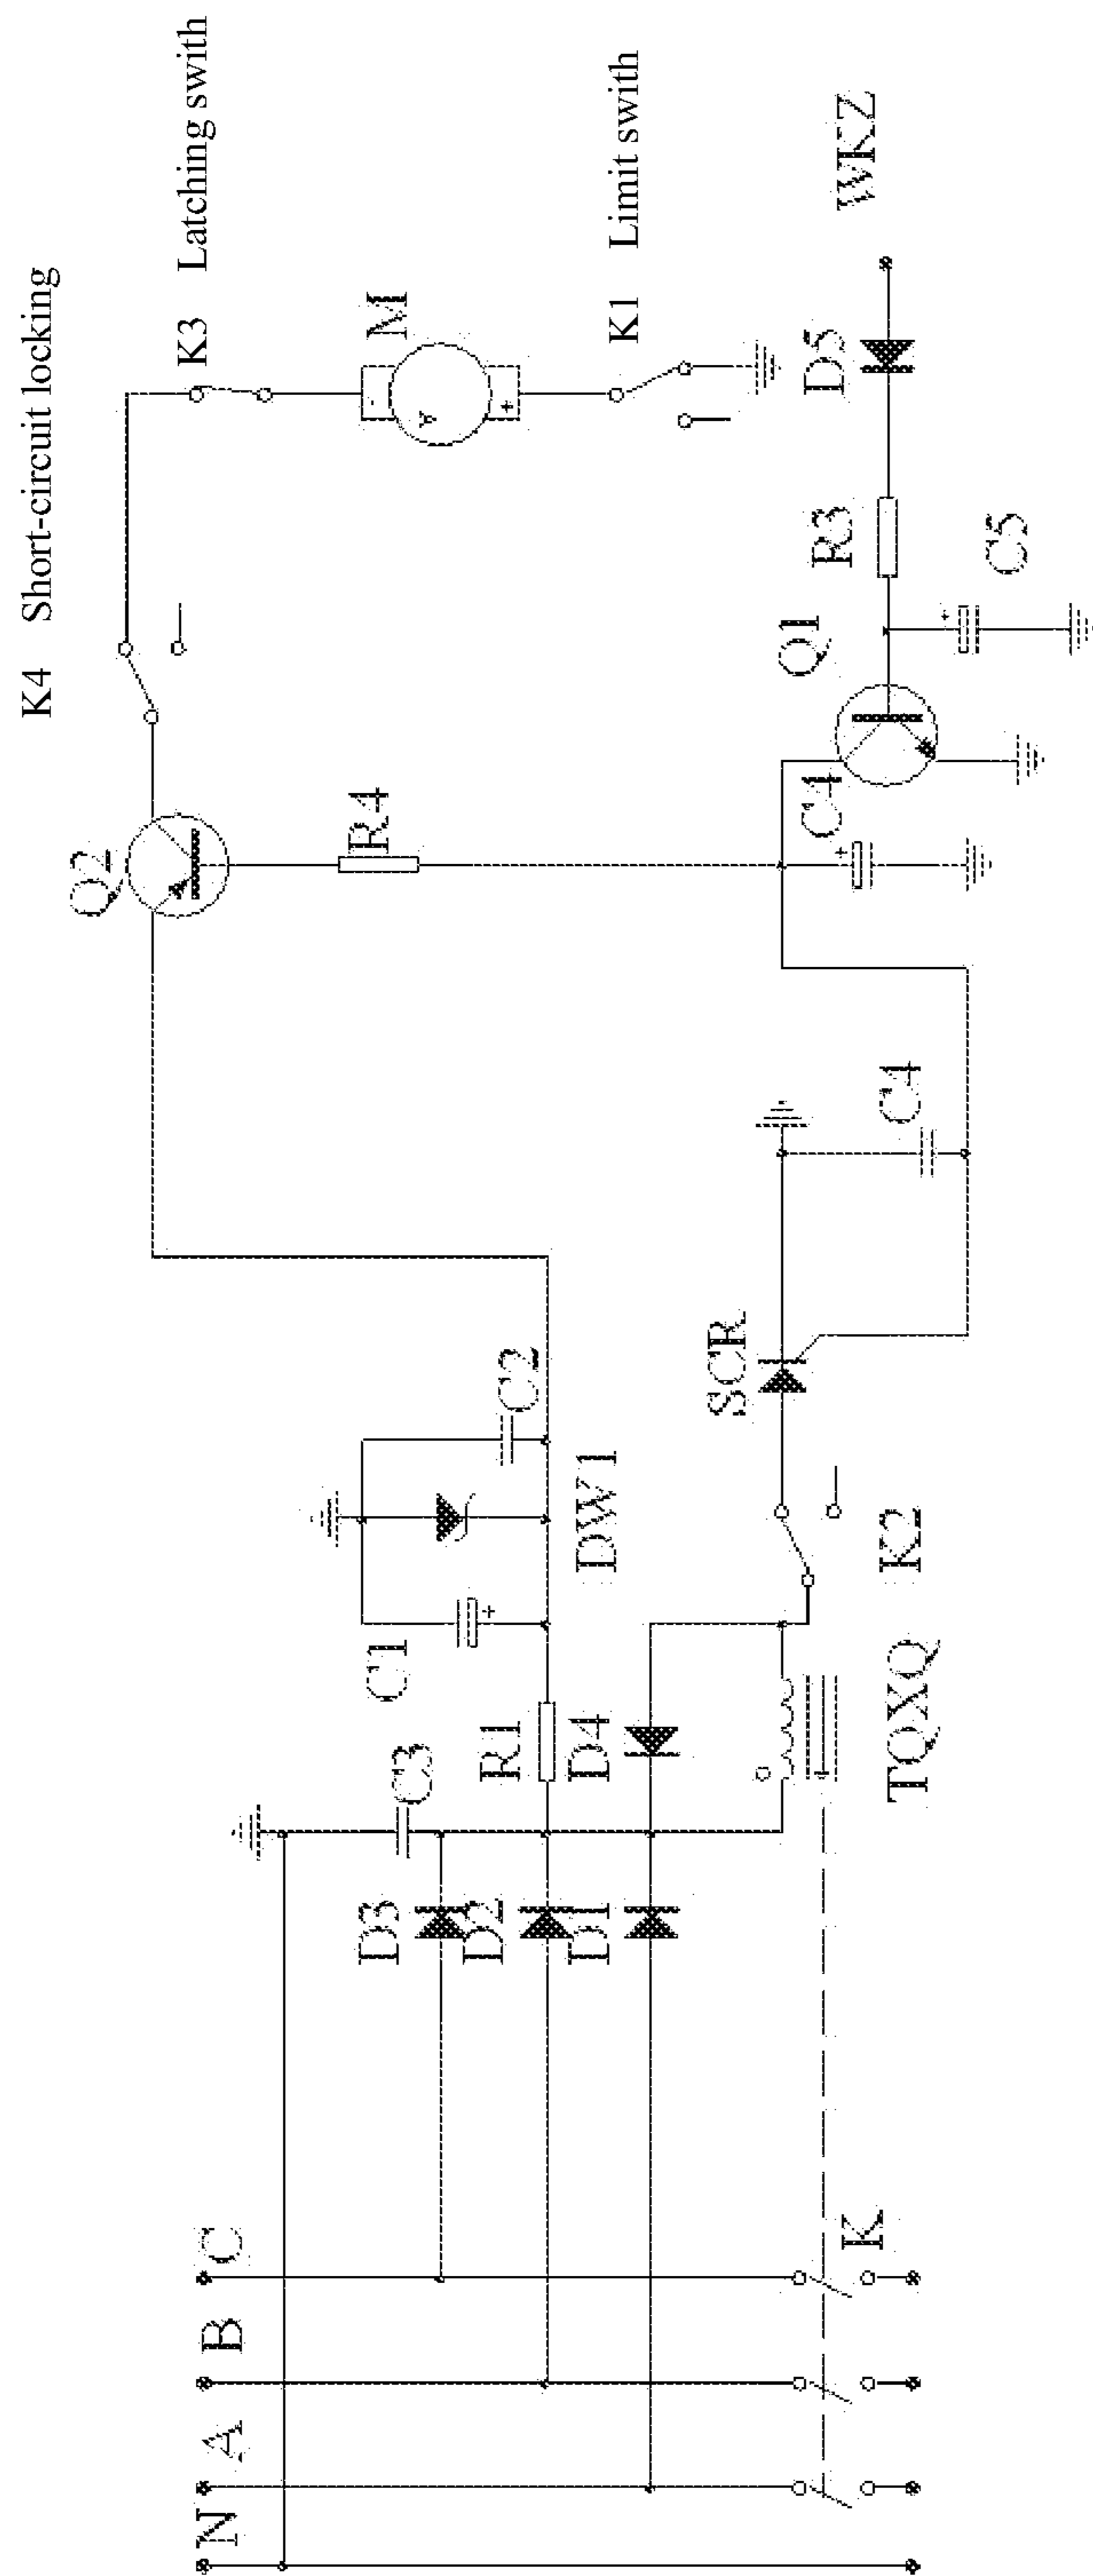 K4 Short-circuit locking
K3 Latching swith
M
-
A
+
K1 Limit swith
WKZ
D5
R3
C5
Q1
C4
+
+
Q2
R4
C4
SCR
C2
DW1
C1
+
K2
R1
D4
C3
TQXQ
D3
D2
D1
K
C
B
A
N